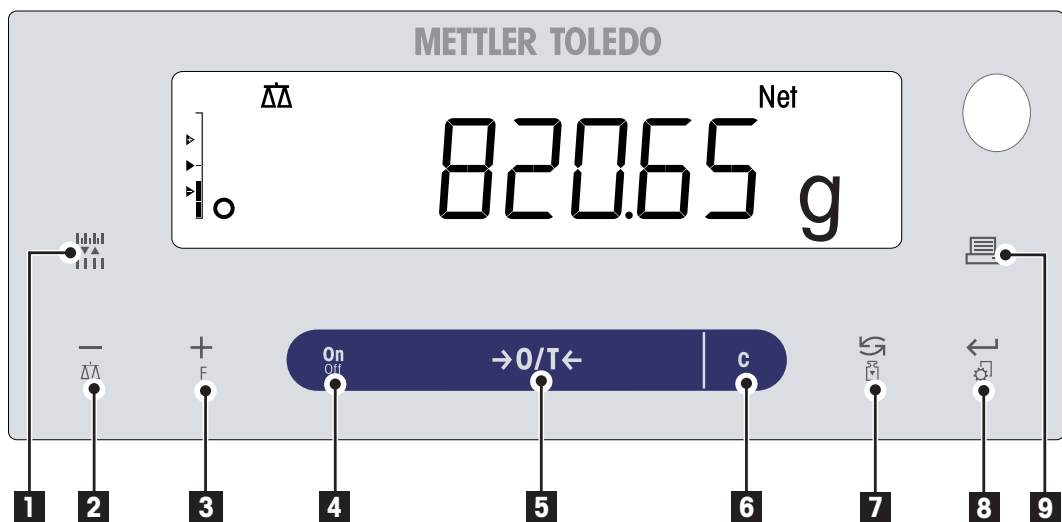 METTLER TOLEDO
Net
820.65 g
F
On
Off
→0/T←
C
1 2 3 4 5 6 7 8 9